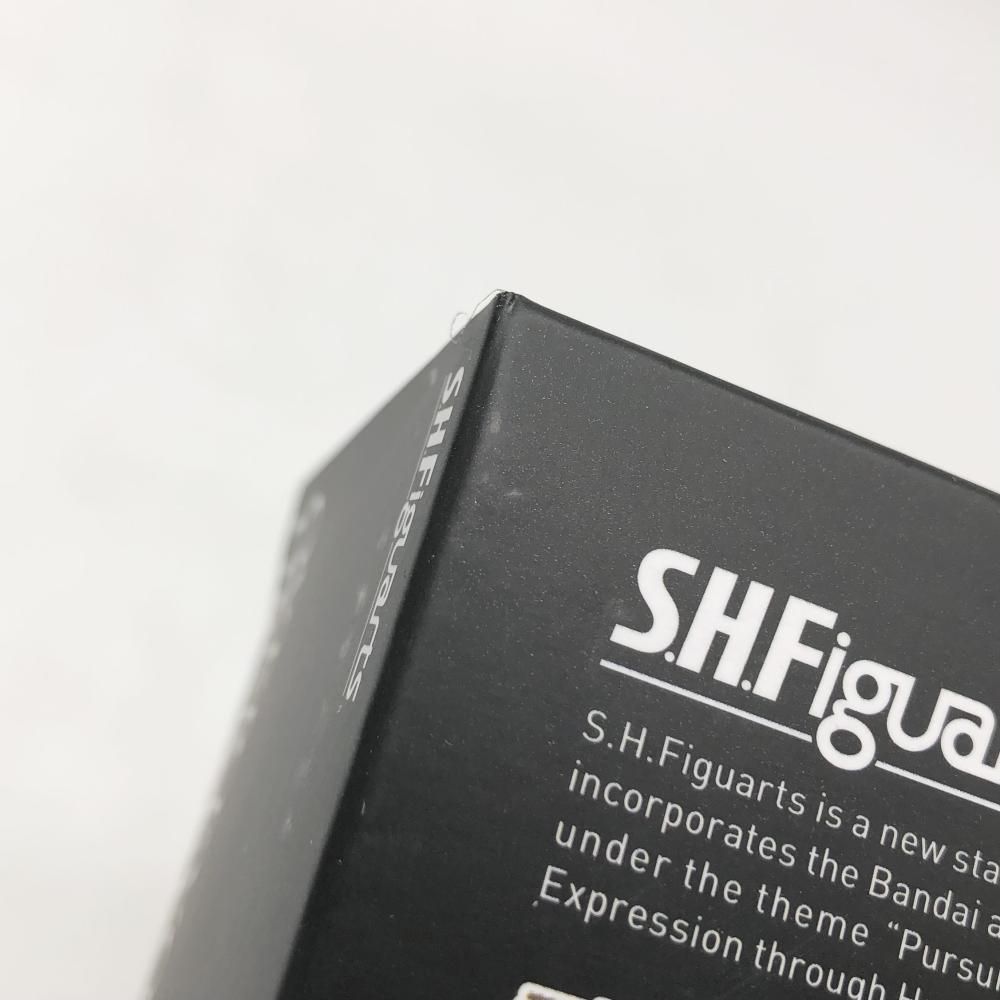 S.H.Figuarts
S.H.Figua
S.H.Figuarts is a new sta
incorporates the Bandai a
under the theme “Pursu
Expression through H